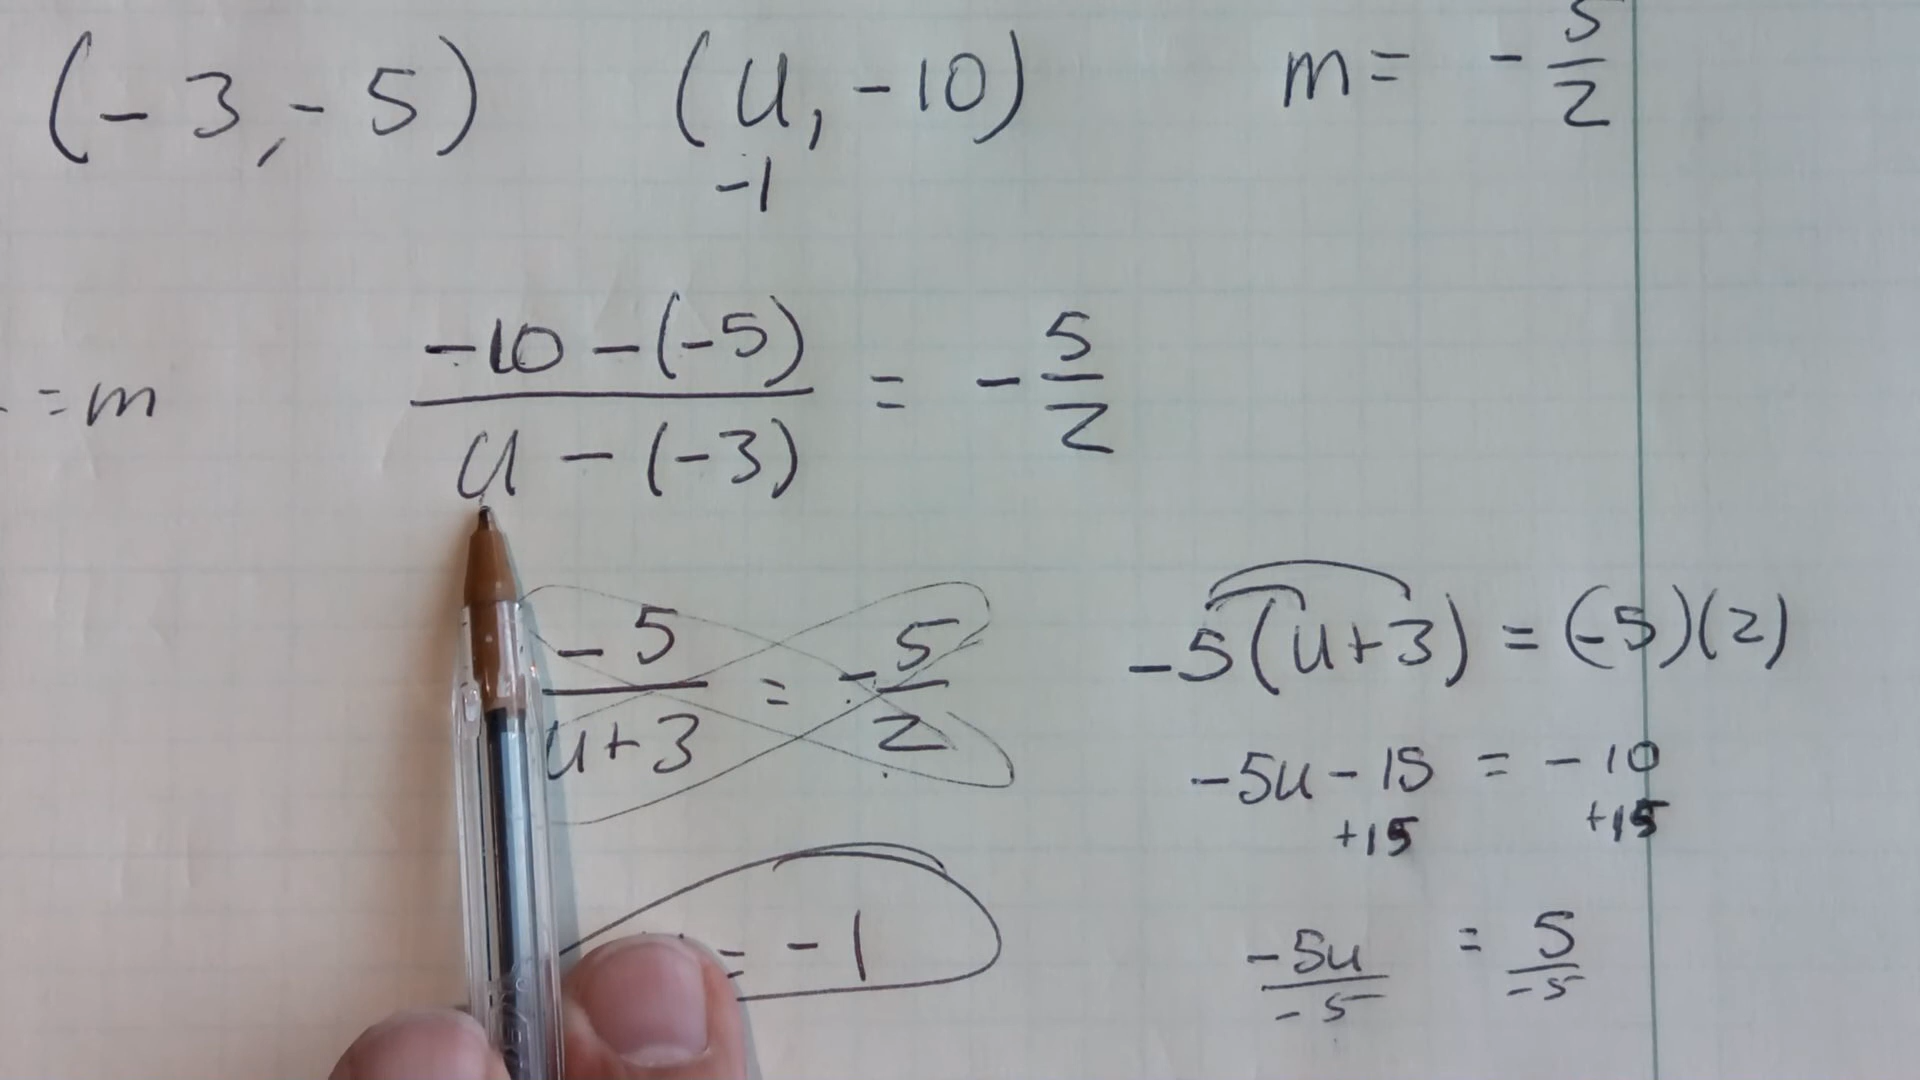 (-3, -5) (u, -10) m = -5/2
-1
= m (-10 - (-5))/(u - (-3)) = -5/2
-5/(u+3) = -5/2
-5(u+3) = (-5)(2)
-5u - 15 = -10
+15 +15
-5u/-5 = 5/-5
= -1